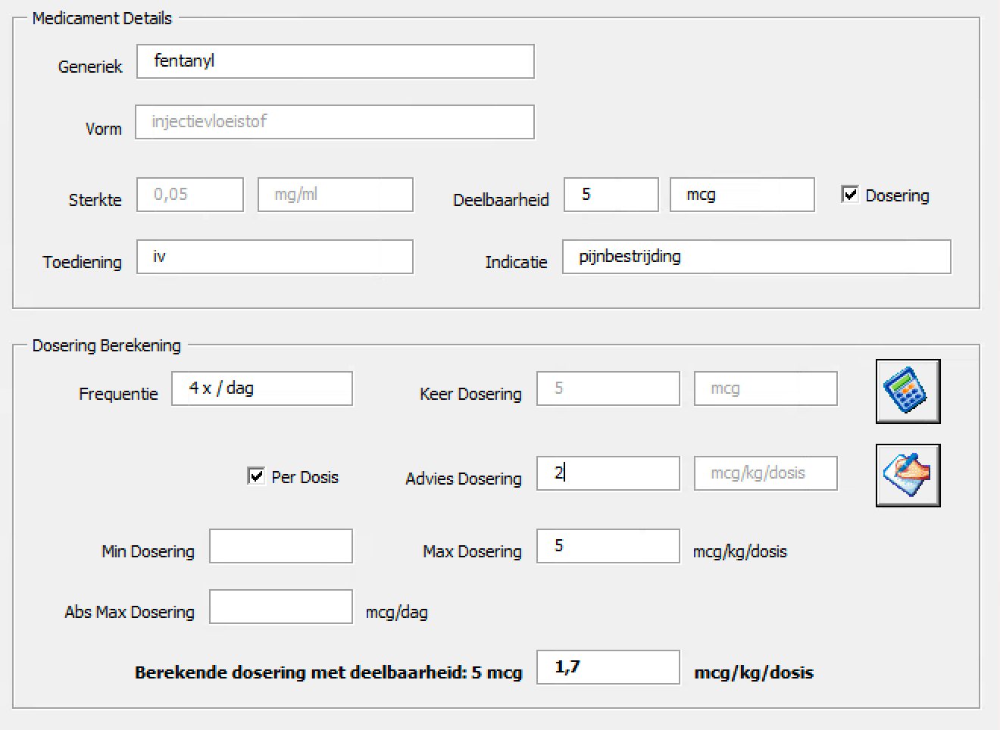 Medicament Details
Generiek fentanyl
Vorm injectievloeistof
Sterkte 0,05 mg/ml Deelbaarheid 5 mcg Dosering
Toediening iv Indicatie pijnbestrijding
Dosering Berekening
Frequentie 4 x / dag Keer Dosering 5 mcg
Per Dosis Advies Dosering 2 mcg/kg/dosis
Min Dosering Max Dosering 5 mcg/kg/dosis
Abs Max Dosering mcg/dag
Berekende dosering met deelbaarheid: 5 mcg 1,7 mcg/kg/dosis